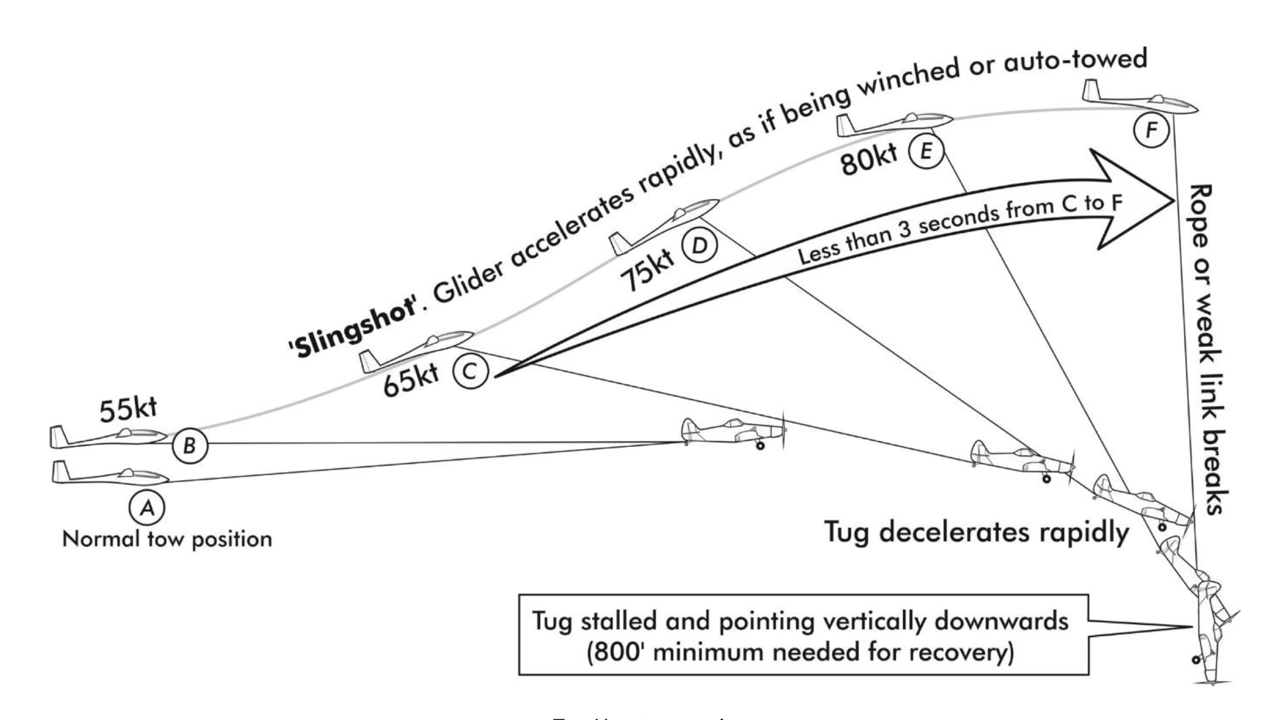 'Slingshot'. Glider accelerates rapidly, as if being winched or auto-towed
F
80kt E
Less than 3 seconds from C to F
Rope or weak link breaks
75kt D
65kt C
55kt
B
A
Normal tow position
Tug decelerates rapidly
Tug stalled and pointing vertically downwards
(800' minimum needed for recovery)